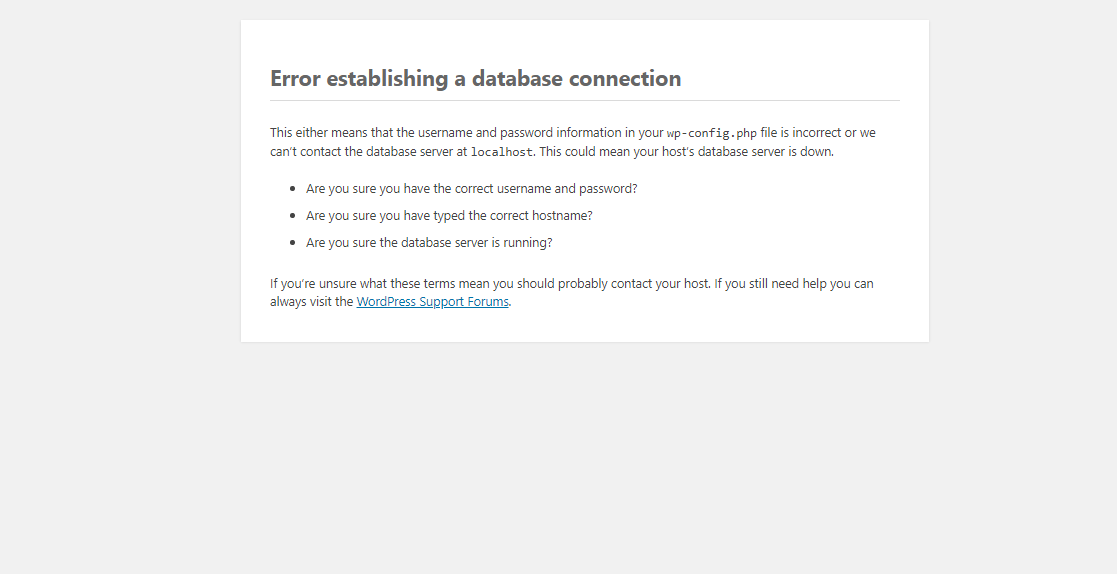 Error establishing a database connection
This either means that the username and password information in your wp-config.php file is incorrect or we
can’t contact the database server at localhost. This could mean your host’s database server is down.
Are you sure you have the correct username and password?
Are you sure you have typed the correct hostname?
Are you sure the database server is running?
If you’re unsure what these terms mean you should probably contact your host. If you still need help you can
always visit the WordPress Support Forums.